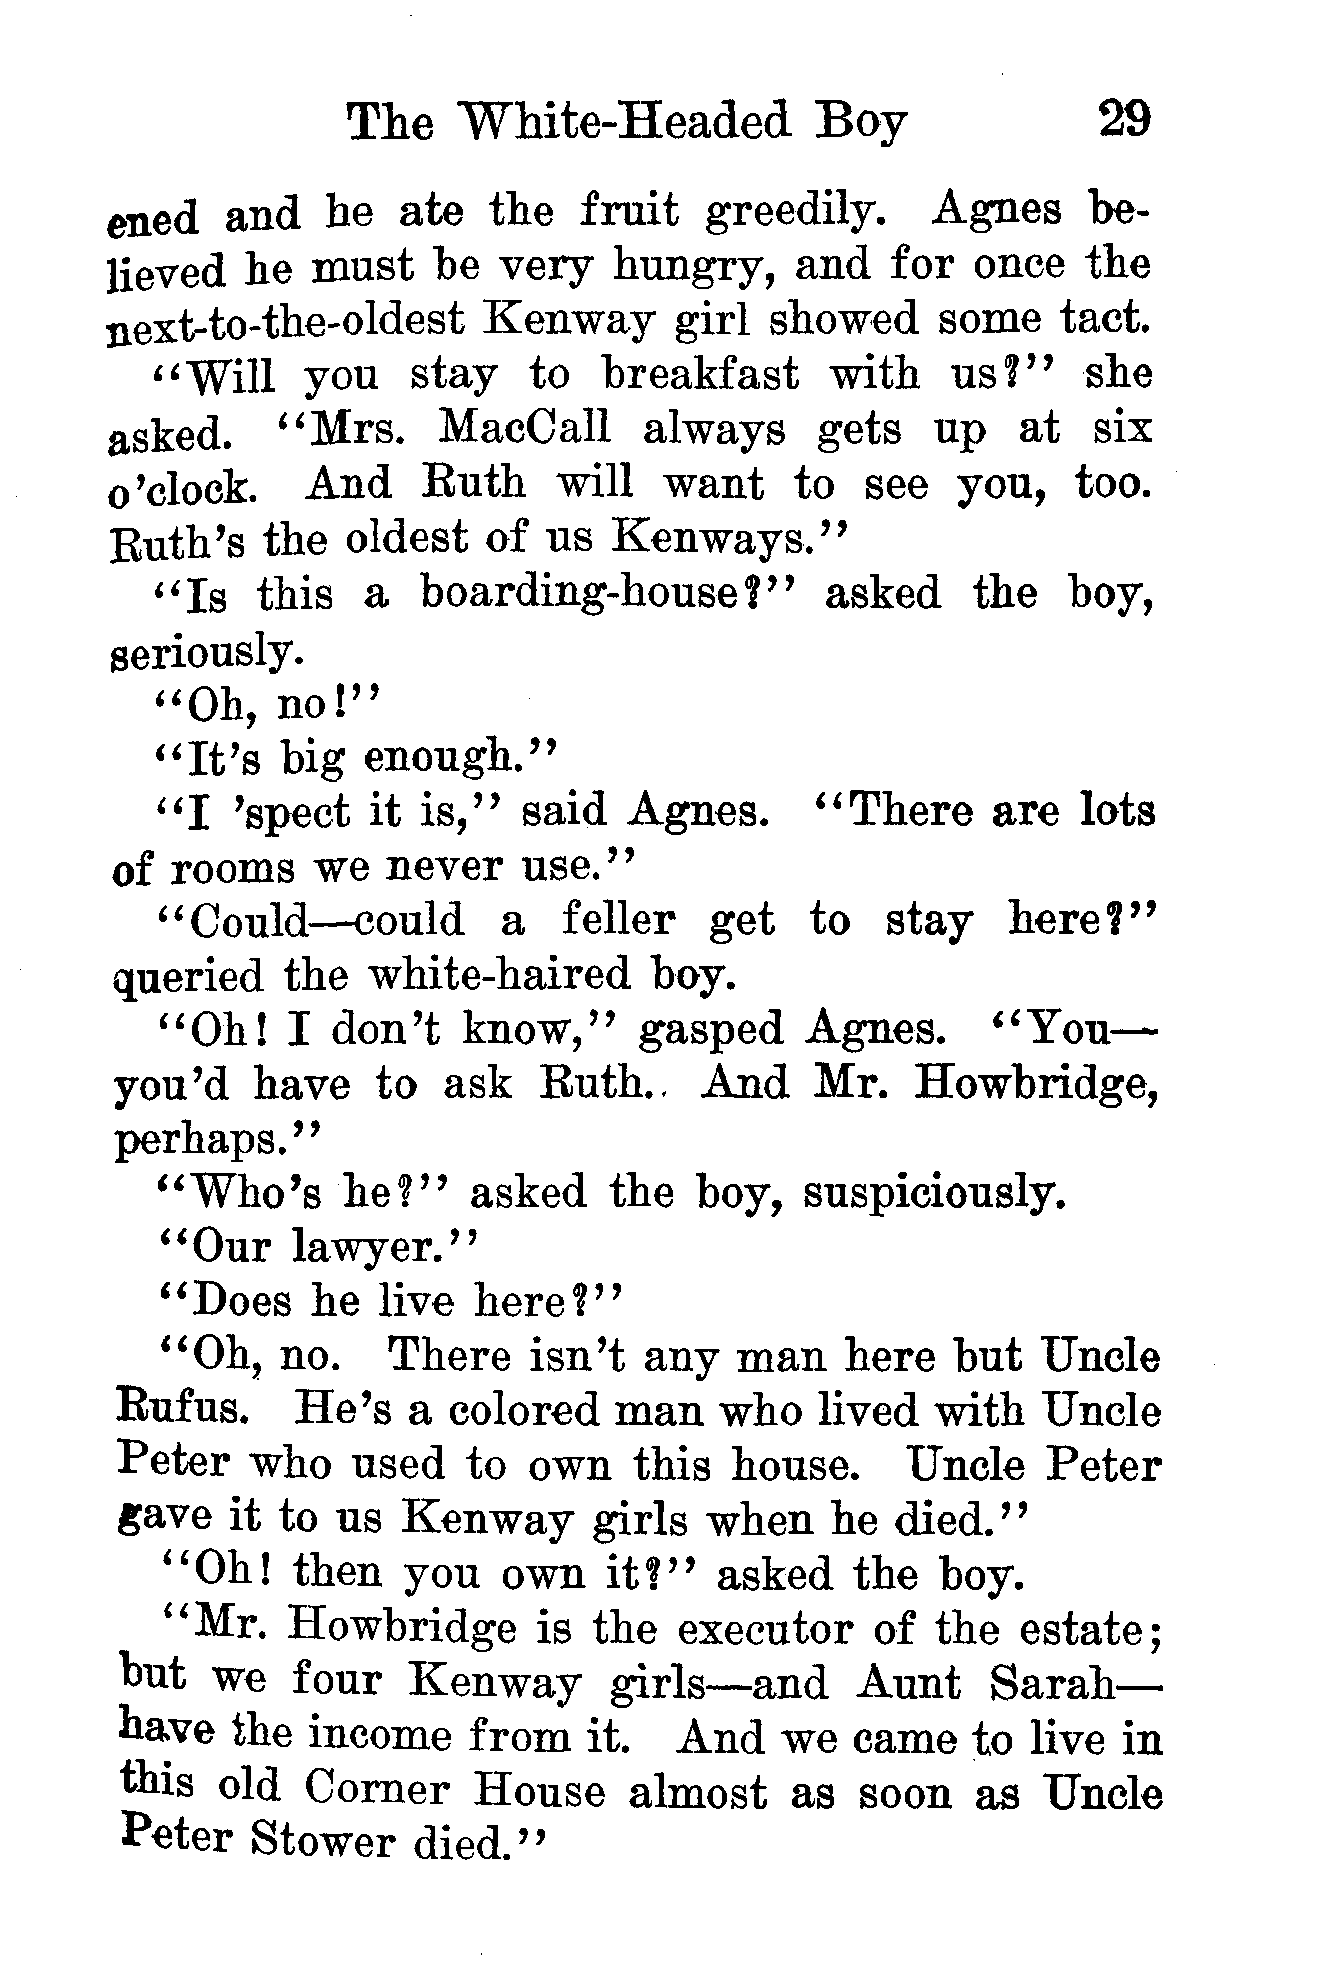 The White-Headed Boy 29
ened and he ate the fruit greedily. Agnes be-
lieved he must be very hungry, and for once the
next-to-the-oldest Kenway girl showed some tact.
"Will you stay to breakfast with us?" she
asked. "Mrs. MacCall always gets up at six
o'clock. And Ruth will want to see you, too.
Ruth's the oldest of us Kenways."
"Is this a boarding-house?" asked the boy,
seriously.
"Oh, no!"
"It's big enough."
"I 'spect it is," said Agnes. "There are lots
of rooms we never use."
"Could—could a feller get to stay here?"
queried the white-haired boy.
"Oh! I don't know," gasped Agnes. "You—
you'd have to ask Ruth.. And Mr. Howbridge,
perhaps."
"Who's he?" asked the boy, suspiciously.
"Our lawyer."
"Does he live here?"
"Oh, no. There isn't any man here but Uncle
Rufus. He's a colored man who lived with Uncle
Peter who used to own this house. Uncle Peter
gave it to us Kenway girls when he died."
"Oh! then you own it?" asked the boy.
"Mr. Howbridge is the executor of the estate;
but we four Kenway girls—and Aunt Sarah—
have the income from it. And we came to live in
this old Corner House almost as soon as Uncle
Peter Stower died."